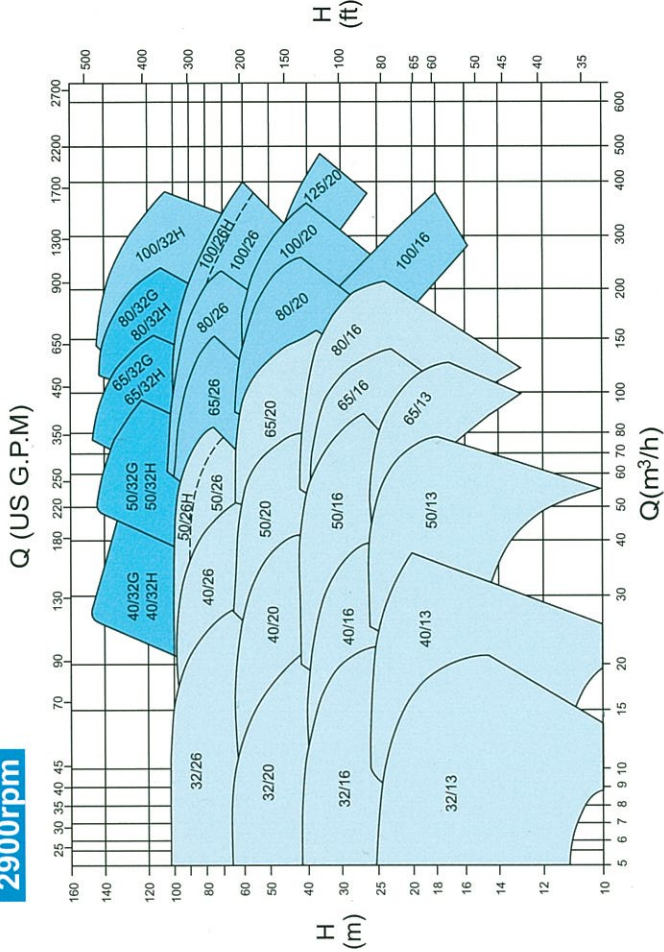 2900rpm
Q (US G.P.M)
25 30 35 40 45 70 90 130 180 220 250 350 450 650 900 1300 1700 2200 2700
H
(m)
160
140
120
100
80
60
50
40
30
25
20
18
16
14
12
10
H
(ft)
500
400
300
200
100
80
65
60
50
45
40
35
40/32G
40/32H
50/32G
50/32H
65/32G
65/32H
80/32G
80/32H
100/32H
32/26
40/26
50/26H
50/26
65/26
80/26
100/26H
100/26
32/20
40/20
50/20
65/20
80/20
100/20
125/20
32/16
40/16
50/16
65/16
80/16
100/16
32/13
40/13
50/13
65/13
5 6 7 8 9 10 15 20 30 40 50 60 70 80 100 150 200 300 400 500 600
Q(m³/h)